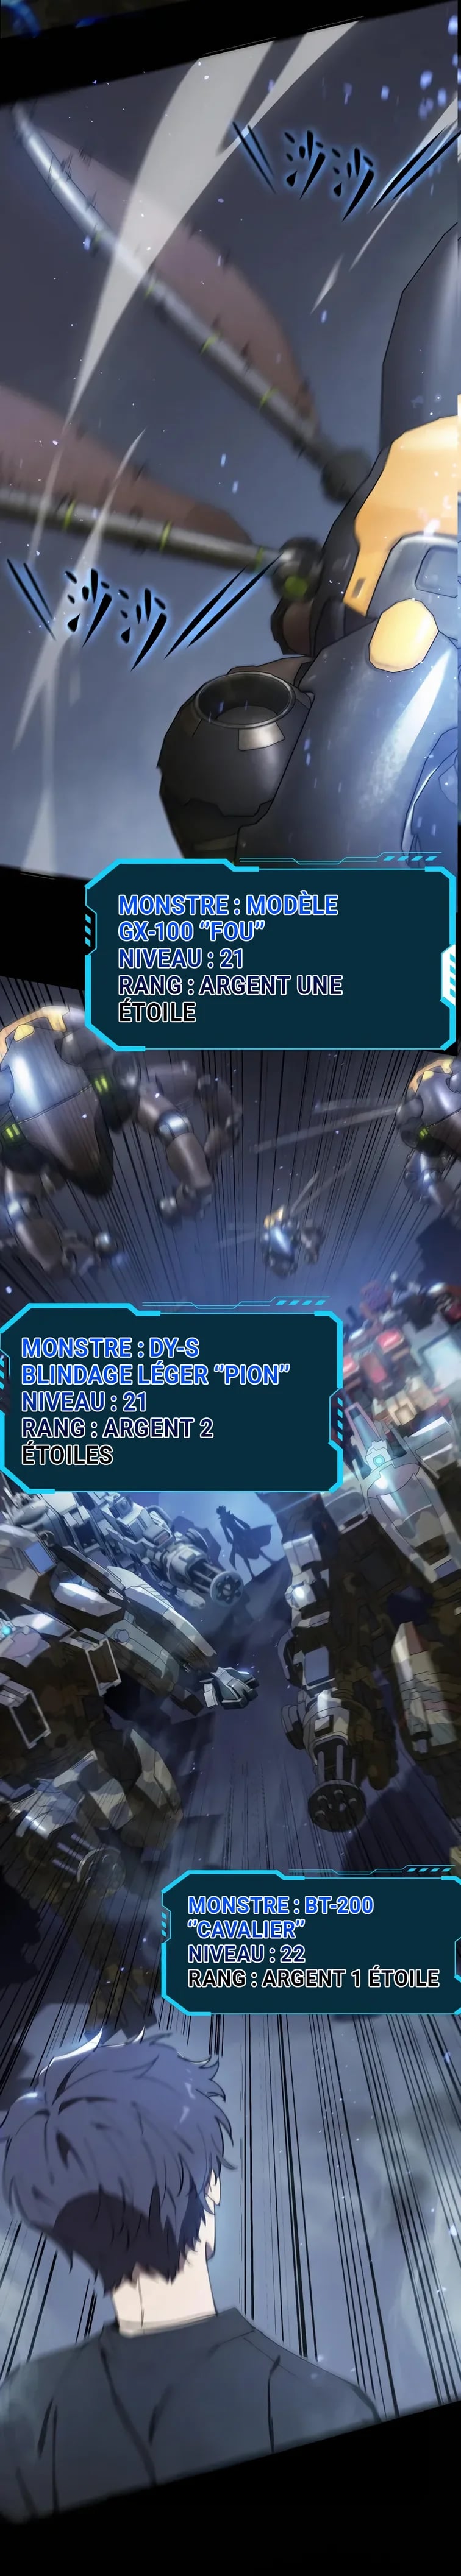 沙沙
沙沙
MONSTRE : MODÈLE
GX-100 “FOU”
NIVEAU : 21
RANG : ARGENT UNE
ÉTOILE
MONSTRE : DY-S
BLINDAGE LÉGER “PION”
NIVEAU : 21
RANG : ARGENT 2
ÉTOILES
MONSTRE : BT-200
“CAVALIER”
NIVEAU : 22
RANG : ARGENT 1 ÉTOILE